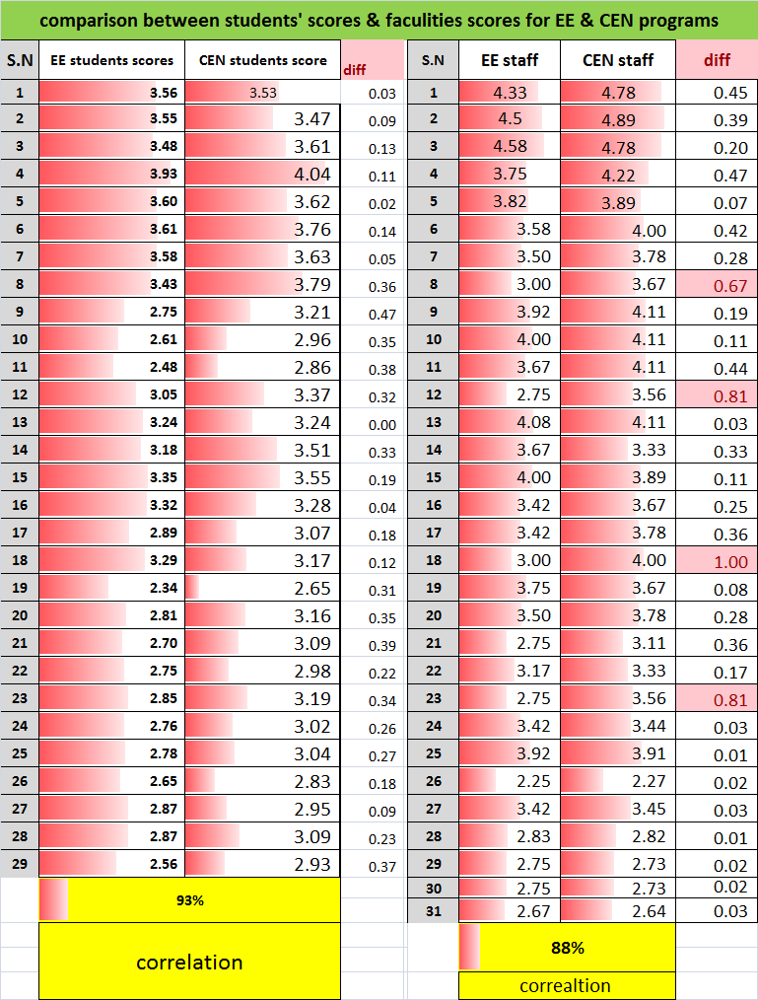 comparison between students' scores & faculities scores for EE & CEN programs
S.N EE students scores CEN students score diff S.N EE staff CEN staff diff
1 3.56 3.53 0.03 1 4.33 4.78 0.45
2 3.55 3.47 0.09 2 4.5 4.89 0.39
3 3.48 3.61 0.13 3 4.58 4.78 0.20
4 3.93 4.04 0.11 4 3.75 4.22 0.47
5 3.60 3.62 0.02 5 3.82 3.89 0.07
6 3.61 3.76 0.14 6 3.58 4.00 0.42
7 3.58 3.63 0.05 7 3.50 3.78 0.28
8 3.43 3.79 0.36 8 3.00 3.67 0.67
9 2.75 3.21 0.47 9 3.92 4.11 0.19
10 2.61 2.96 0.35 10 4.00 4.11 0.11
11 2.48 2.86 0.38 11 3.67 4.11 0.44
12 3.05 3.37 0.32 12 2.75 3.56 0.81
13 3.24 3.24 0.00 13 4.08 4.11 0.03
14 3.18 3.51 0.33 14 3.67 3.33 0.33
15 3.35 3.55 0.19 15 4.00 3.89 0.11
16 3.32 3.28 0.04 16 3.42 3.67 0.25
17 2.89 3.07 0.18 17 3.42 3.78 0.36
18 3.29 3.17 0.12 18 3.00 4.00 1.00
19 2.34 2.65 0.31 19 3.75 3.67 0.08
20 2.81 3.16 0.35 20 3.50 3.78 0.28
21 2.70 3.09 0.39 21 2.75 3.11 0.36
22 2.75 2.98 0.22 22 3.17 3.33 0.17
23 2.85 3.19 0.34 23 2.75 3.56 0.81
24 2.76 3.02 0.26 24 3.42 3.44 0.03
25 2.78 3.04 0.27 25 3.92 3.91 0.01
26 2.65 2.83 0.18 26 2.25 2.27 0.02
27 2.87 2.95 0.09 27 3.42 3.45 0.03
28 2.87 3.09 0.23 28 2.83 2.82 0.01
29 2.56 2.93 0.37 29 2.75 2.73 0.02
30 2.75 2.73 0.02
93% 31 2.67 2.64 0.03
88%
correlation
correaltion